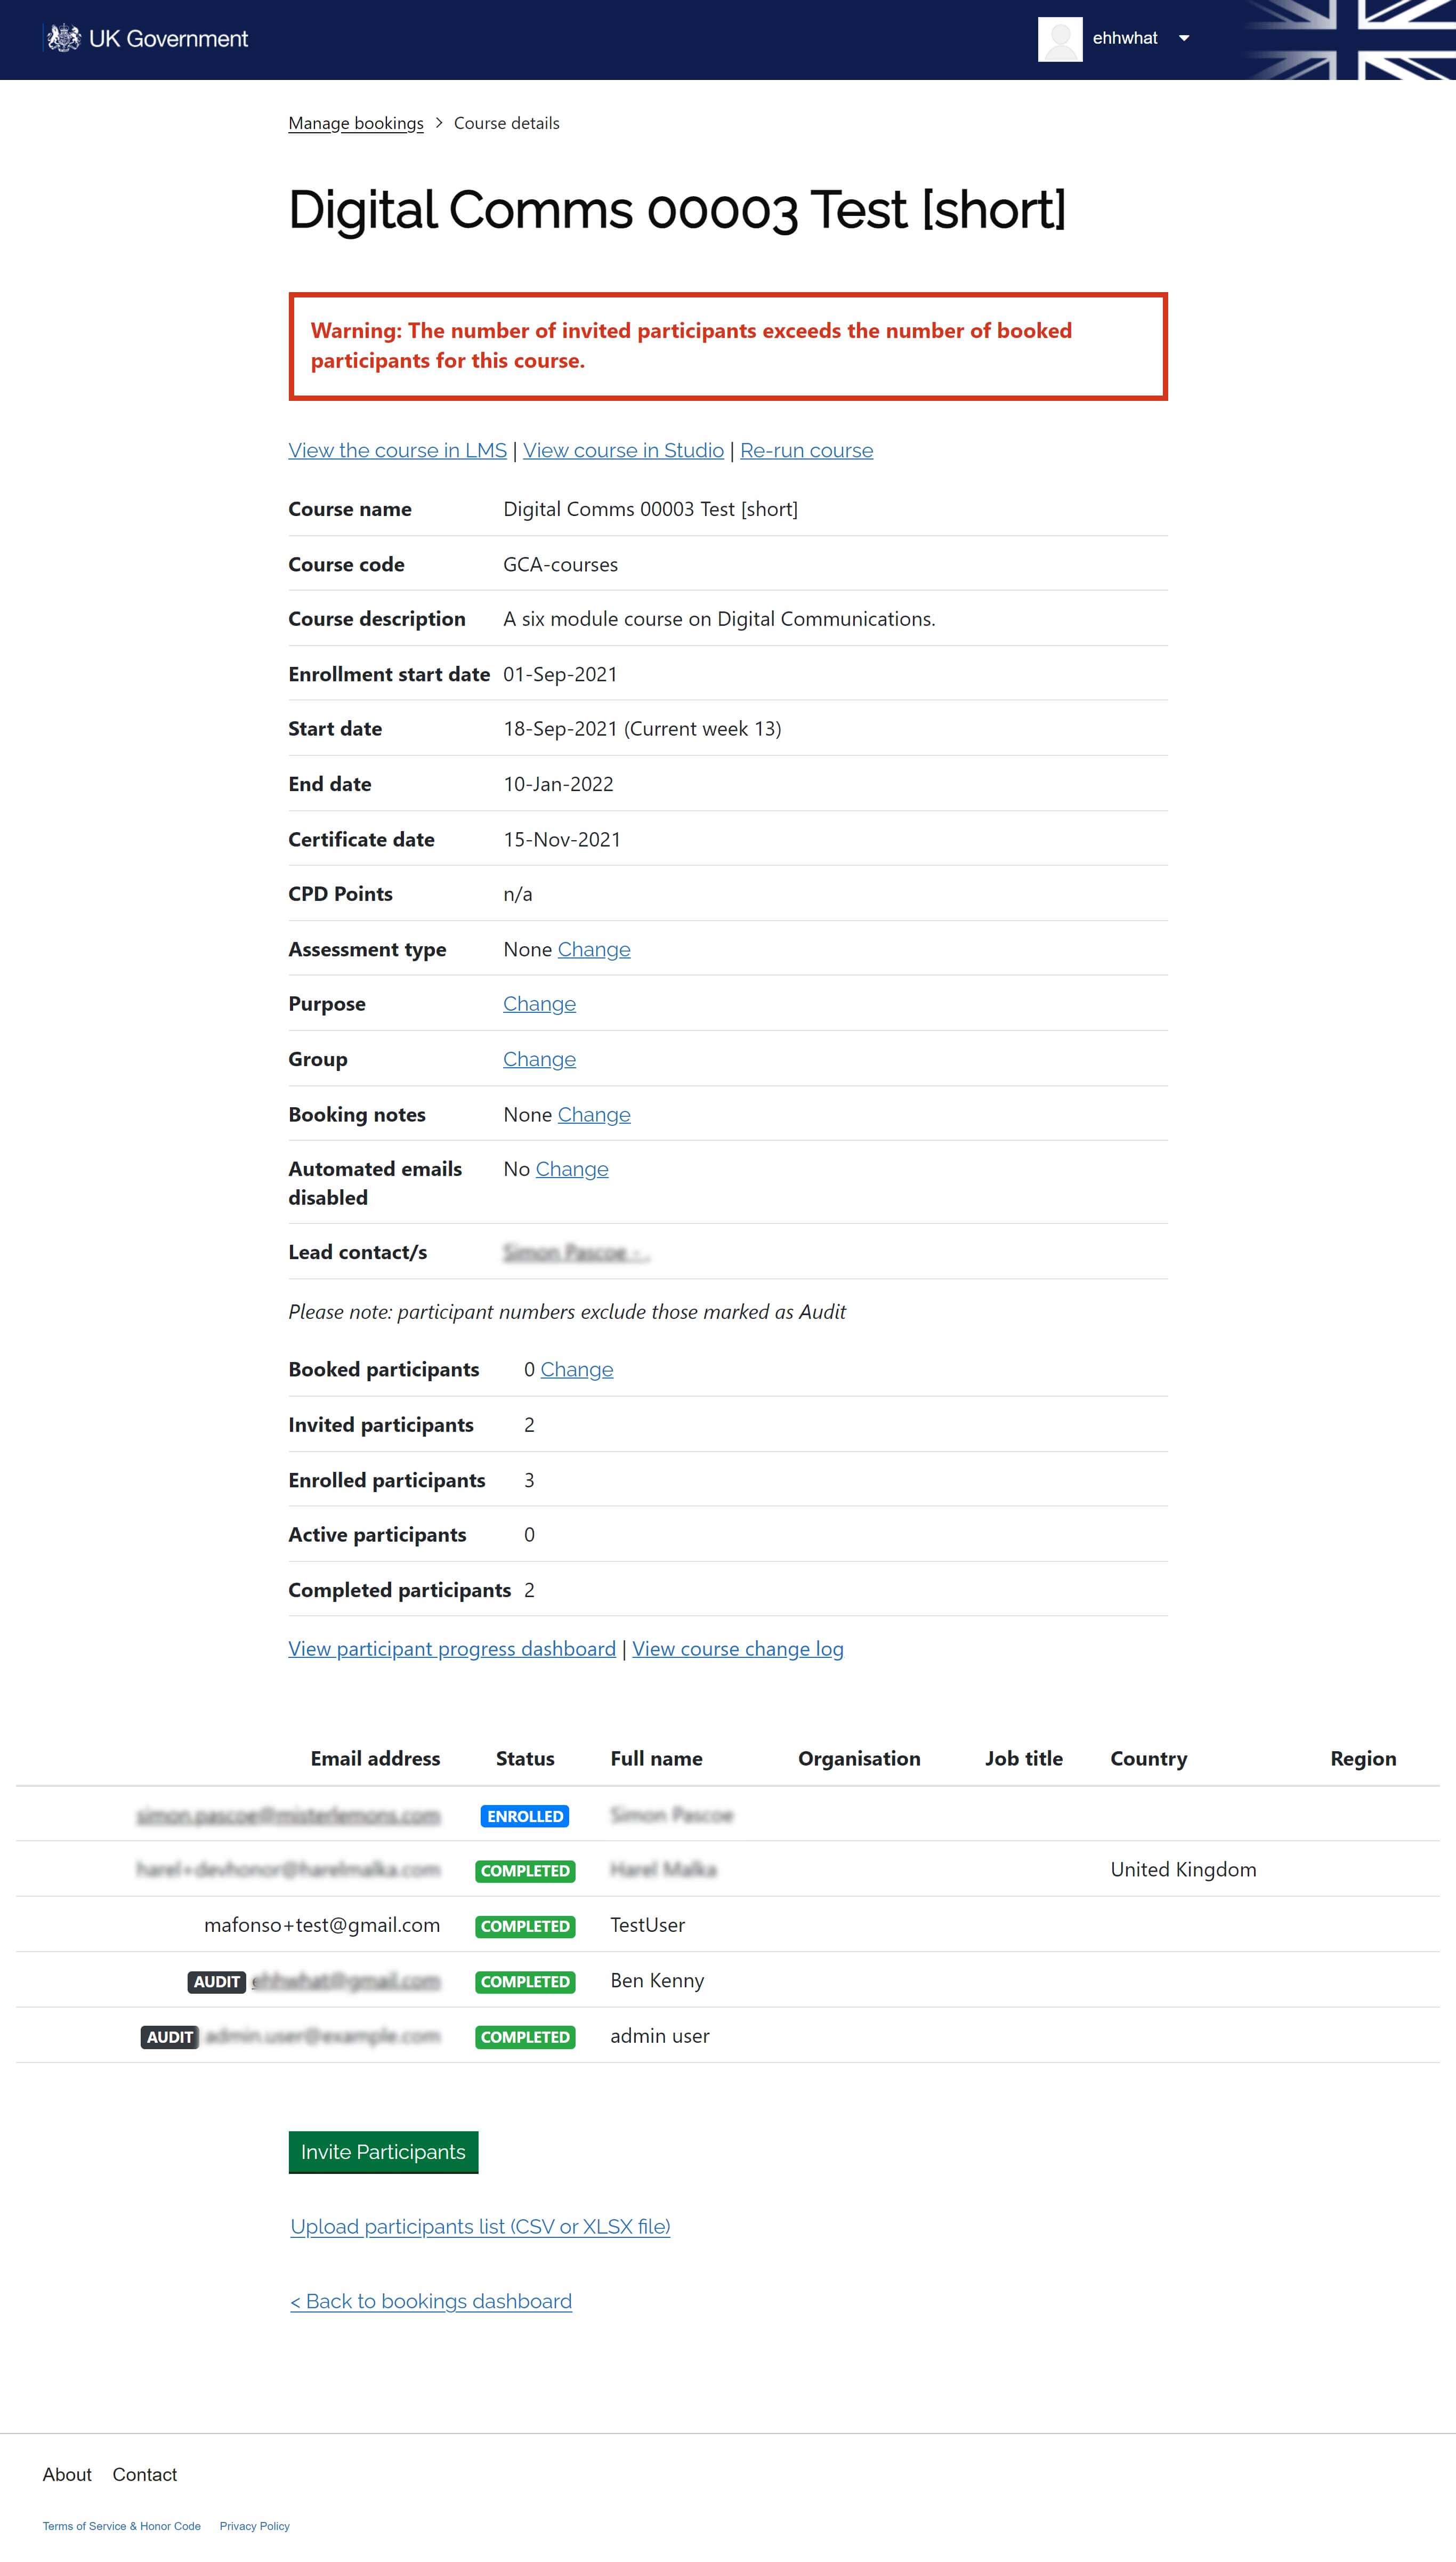 UK Government
ehhwhat
Manage bookings > Course details
Digital Comms 00003 Test [short]
Warning: The number of invited participants exceeds the number of booked
participants for this course.
View the course in LMS | View course in Studio | Re-run course
Course name Digital Comms 00003 Test [short]
Course code GCA-courses
Course description A six module course on Digital Communications.
Enrollment start date 01-Sep-2021
Start date 18-Sep-2021 (Current week 13)
End date 10-Jan-2022
Certificate date 15-Nov-2021
CPD Points n/a
Assessment type None Change
Purpose Change
Group Change
Booking notes None Change
Automated emails No Change
disabled
Lead contact/s
Please note: participant numbers exclude those marked as Audit
Booked participants 0 Change
Invited participants 2
Enrolled participants 3
Active participants 0
Completed participants 2
View participant progress dashboard | View course change log
Email address Status Full name Organisation Job title Country Region
ENROLLED
COMPLETED United Kingdom
mafonso+test@gmail.com COMPLETED TestUser
AUDIT COMPLETED Ben Kenny
AUDIT COMPLETED admin user
Invite Participants
Upload participants list (CSV or XLSX file)
< Back to bookings dashboard
About Contact
Terms of Service & Honor Code Privacy Policy